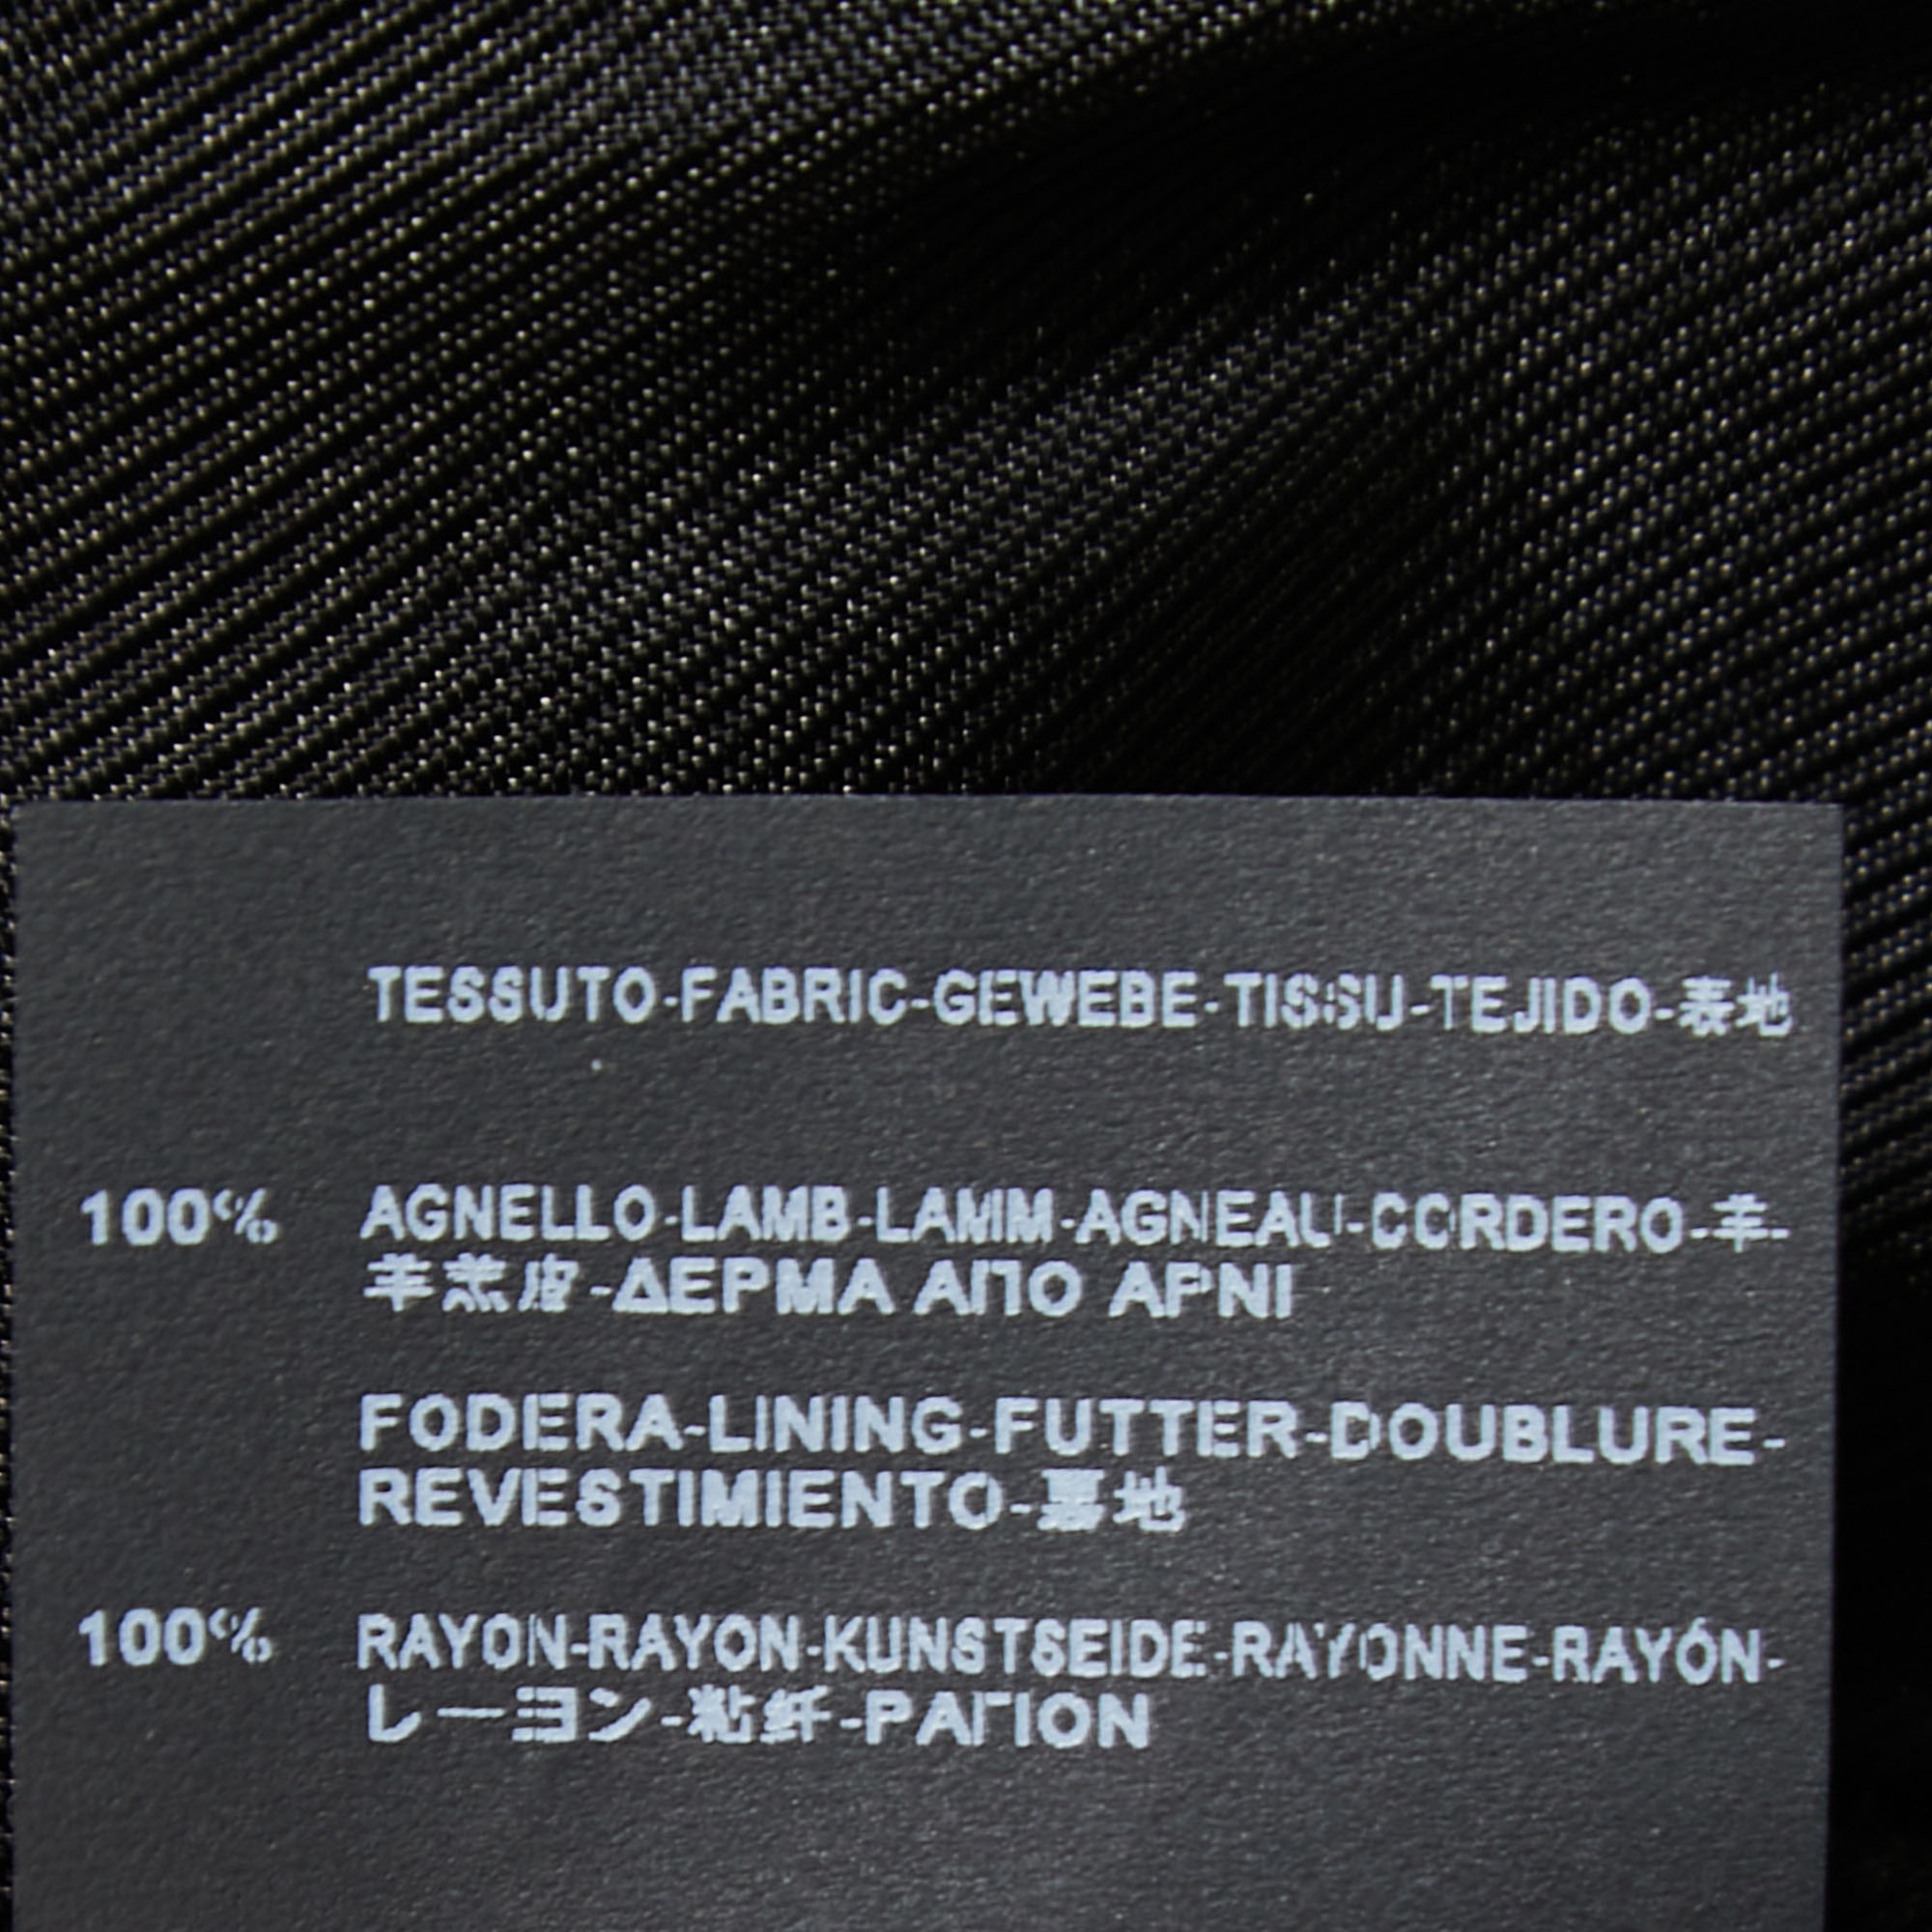 TESSUTO-FABRIC-GEWEBE-TISSU-TEJIDO-表地
100% AGNELLO-LAMB-LAMM-AGNEAU-CORDERO-羊-
羊羔皮-ΔΕΡΜΑ ΑΠΟ ΑΡΝΙ
FODERA-LINING-FUTTER-DOUBLURE-
REVESTIMIENTO-裏地
100% RAYON-RAYON-KUNSTSEIDE-RAYONNE-RAYÓN-
レーヨン-粘纤-ΡΑΓΙΟΝ